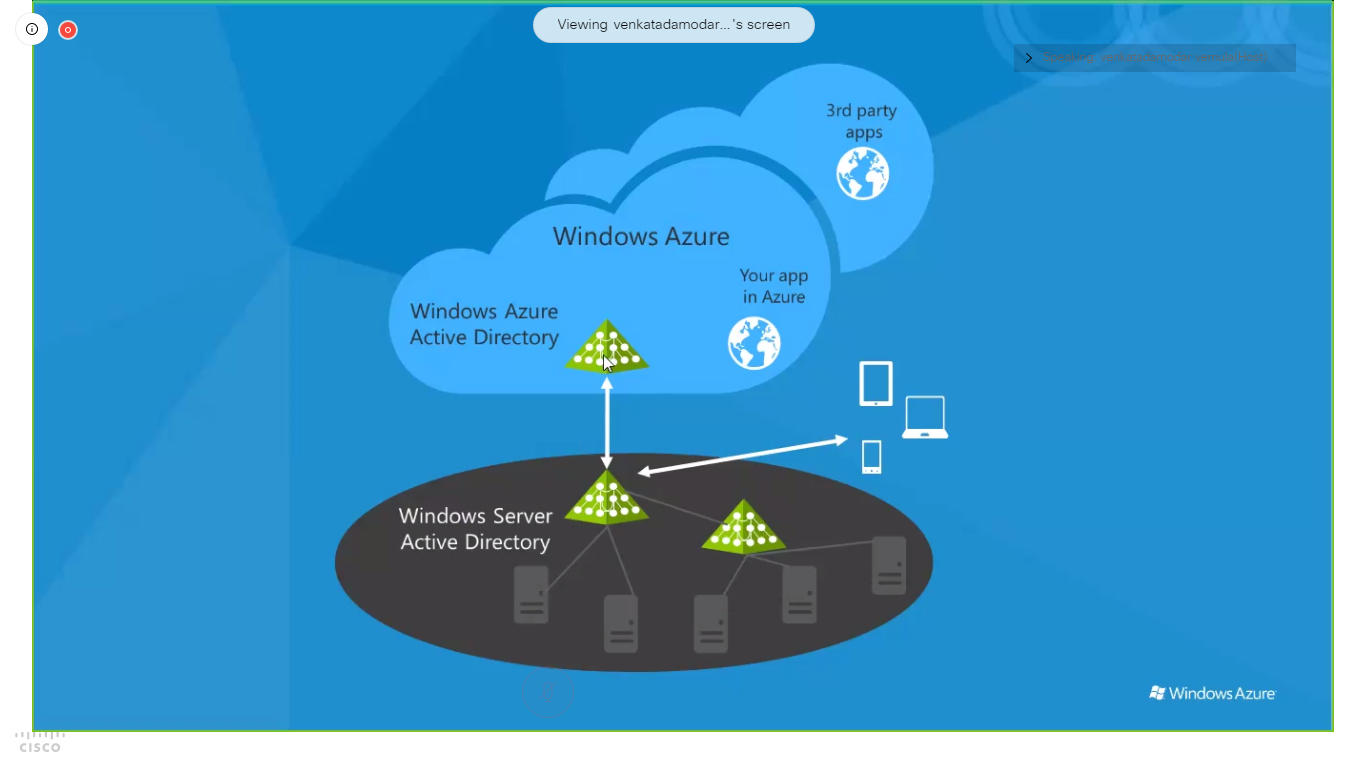 Viewing venkatadamodar...'s screen
3rd party
apps
Windows Azure
Your app
in Azure
Windows Azure
Active Directory
Windows Server
Active Directory
Windows Azure
CISCO